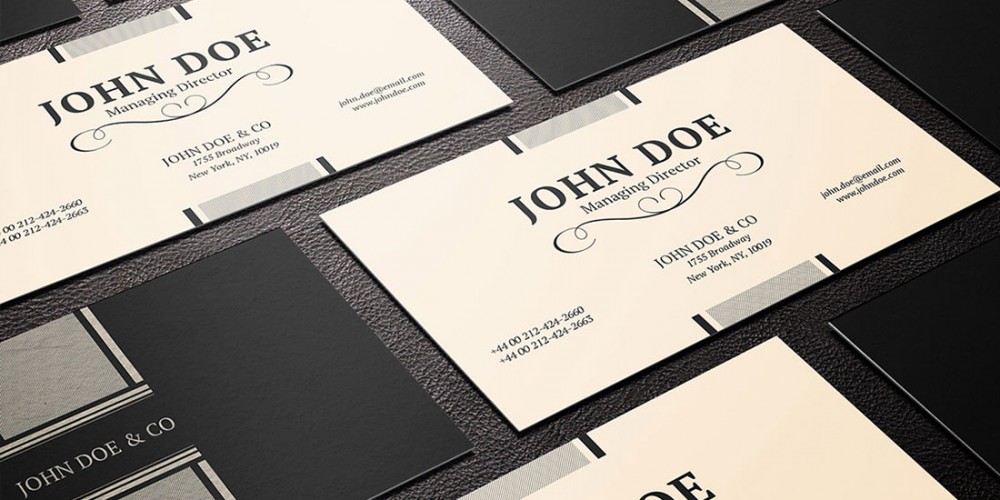 JOHN DOE
Managing Director
john.doe@email.com
www.johndoe.com
JOHN DOE & CO
1755 Broadway
New York, NY, 10019
00 212-424-2660
00 212-424-2663
JOHN DOE
Managing Director
john.doe@email.com
www.johndoe.com
JOHN DOE & CO
1755 Broadway
New York, NY, 10019
+44 00 212-424-2660
+44 00 212-424-2663
JOHN DOE & CO
DOE